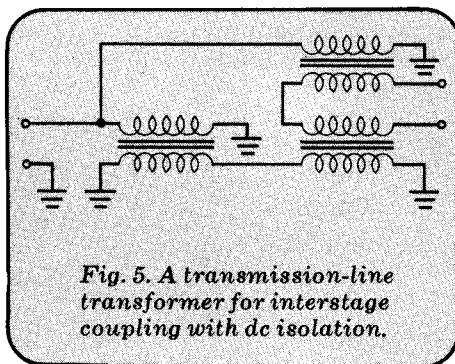 Fig. 5. A transmission-line
transformer for interstage
coupling with dc isolation.